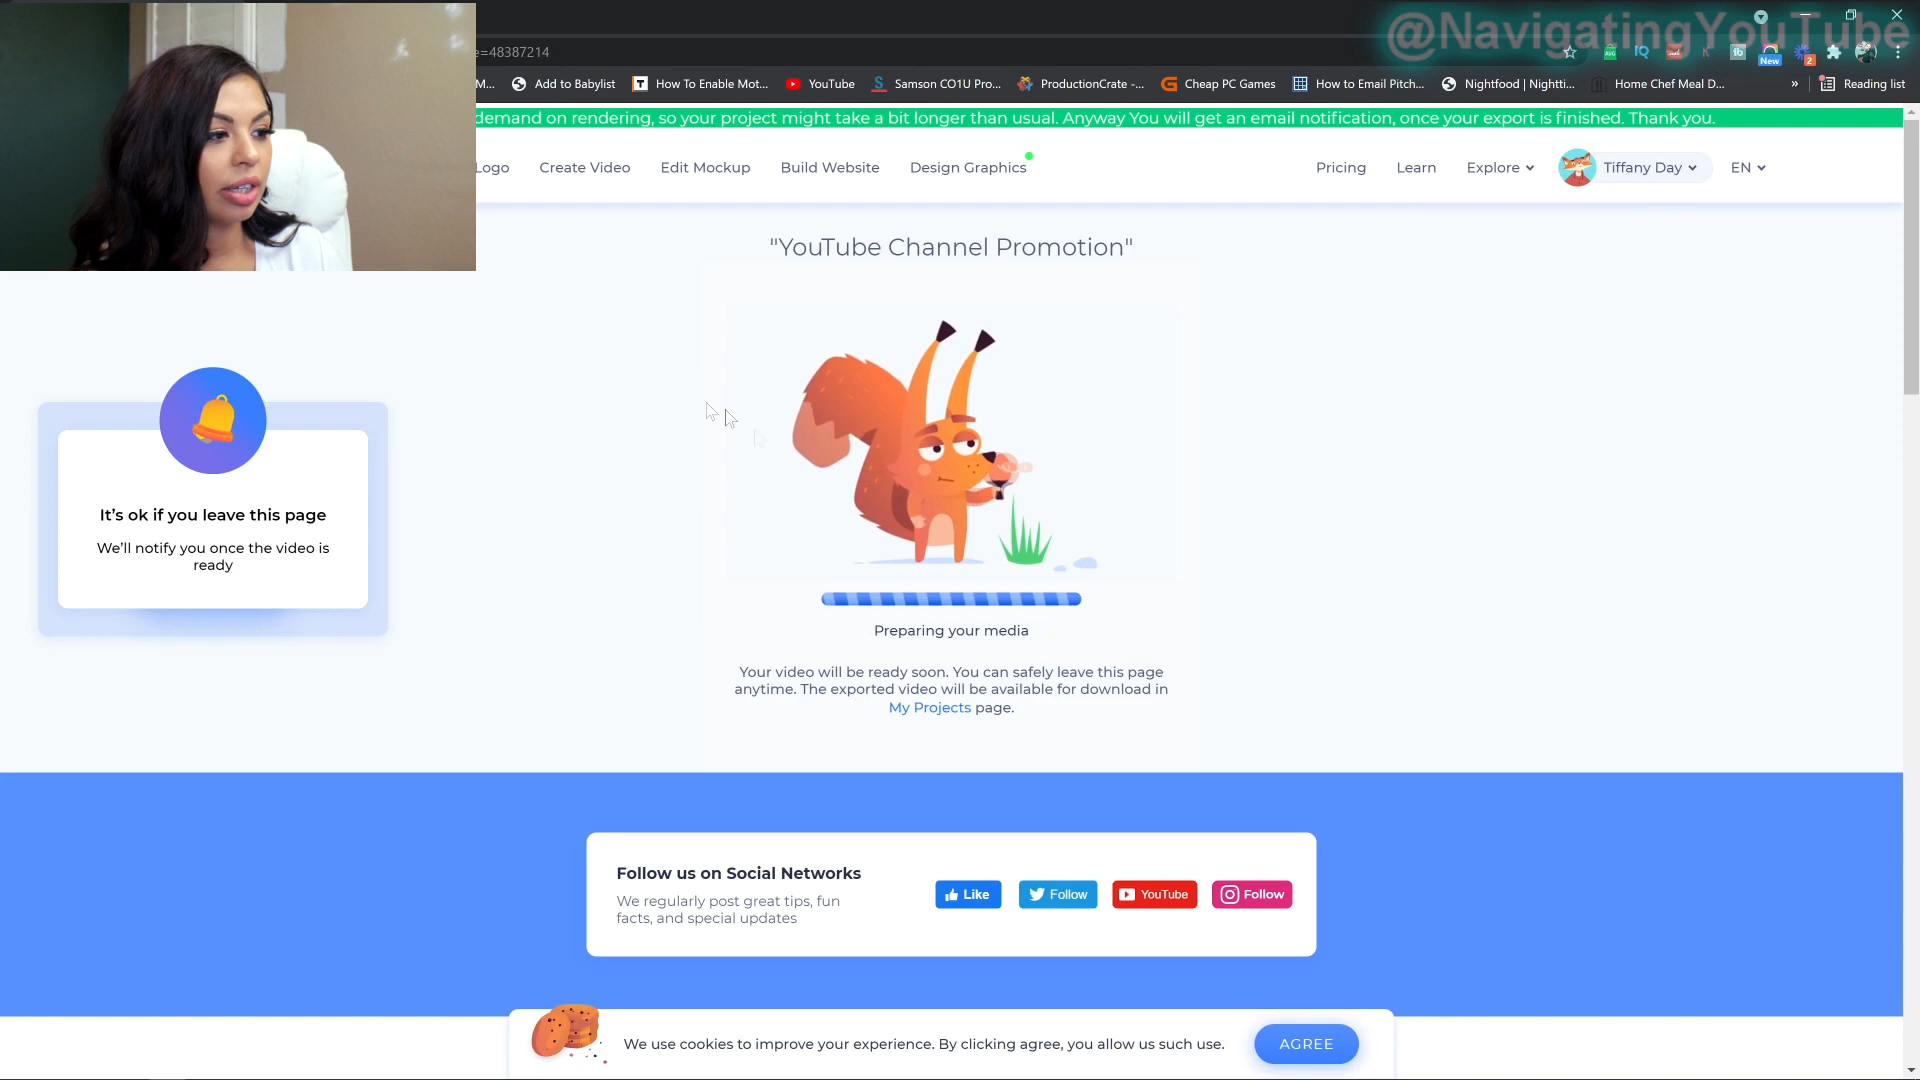 @NavigatingYouTube
e=48387214
New
2
M...
Add to Babylist
How To Enable Mot...
YouTube
Samson CO1U Pro...
ProductionCrate -...
Cheap PC Games
How to Email Pitch...
Nightfood | Nightti...
Home Chef Meal D...
»
Reading list
demand on rendering, so your project might take a bit longer than usual. Anyway You will get an email notification, once your export is finished. Thank you.
Logo
Create Video
Edit Mockup
Build Website
Design Graphics
Pricing
Learn
Explore
Tiffany Day
EN
"YouTube Channel Promotion"
It's ok if you leave this page
We'll notify you once the video is
ready
Preparing your media
Your video will be ready soon. You can safely leave this page
anytime. The exported video will be available for download in
My Projects page.
Follow us on Social Networks
We regularly post great tips, fun
facts, and special updates
Like
Follow
YouTube
Follow
We use cookies to improve your experience. By clicking agree, you allow us such use.
AGREE